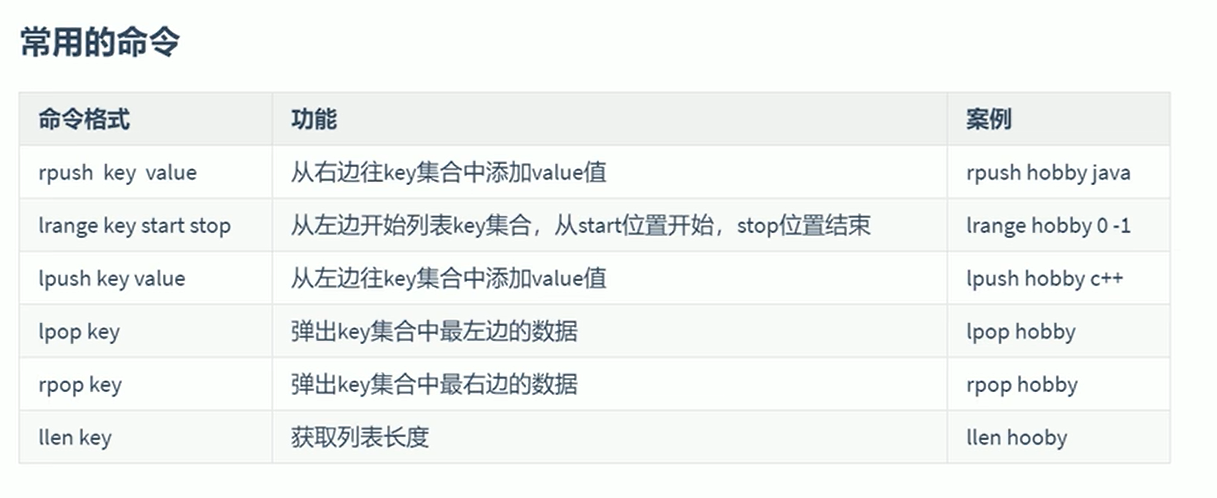 常用的命令
命令格式 功能 案例
rpush key value 从右边往key集合中添加value值 rpush hobby java
lrange key start stop 从左边开始列表key集合，从start位置开始，stop位置结束 lrange hobby 0 -1
lpush key value 从左边往key集合中添加value值 lpush hobby c++
lpop key 弹出key集合中最左边的数据 lpop hobby
rpop key 弹出key集合中最右边的数据 rpop hobby
llen key 获取列表长度 llen hooby